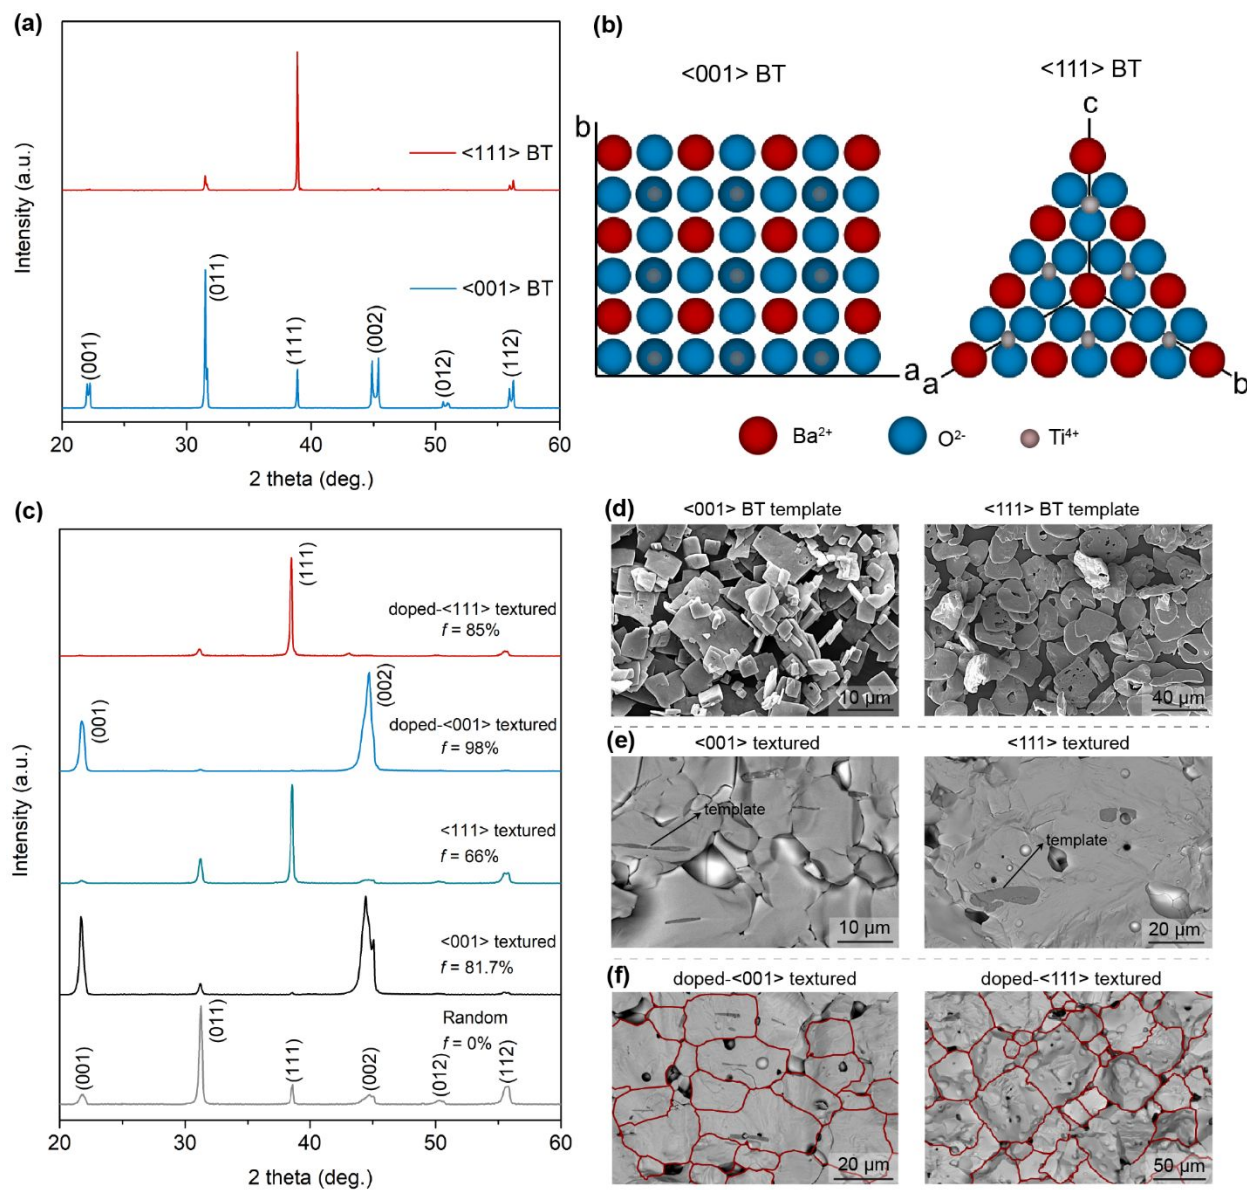 (a)
Intensity (a.u.)
<111> BT
<001> BT
(001)
(011)
(111)
(002)
(012)
(112)
20 30 40 50 60
2 theta (deg.)
(b)
<001> BT
<111> BT
b
a
c
a
b
Ba²⁺
O²⁻
Ti⁴⁺
(c)
Intensity (a.u.)
(111)
doped-<111> textured
f = 85%
(002)
(001)
doped-<001> textured
f = 98%
<111> textured
f = 66%
<001> textured
f = 81.7%
Random
f = 0%
(001)
(011)
(111)
(002)
(012)
(112)
20 30 40 50 60
2 theta (deg.)
(d)
<001> BT template
<111> BT template
10 µm
40 µm
(e)
<001> textured
<111> textured
template
template
10 µm
20 µm
(f)
doped-<001> textured
doped-<111> textured
20 µm
50 µm